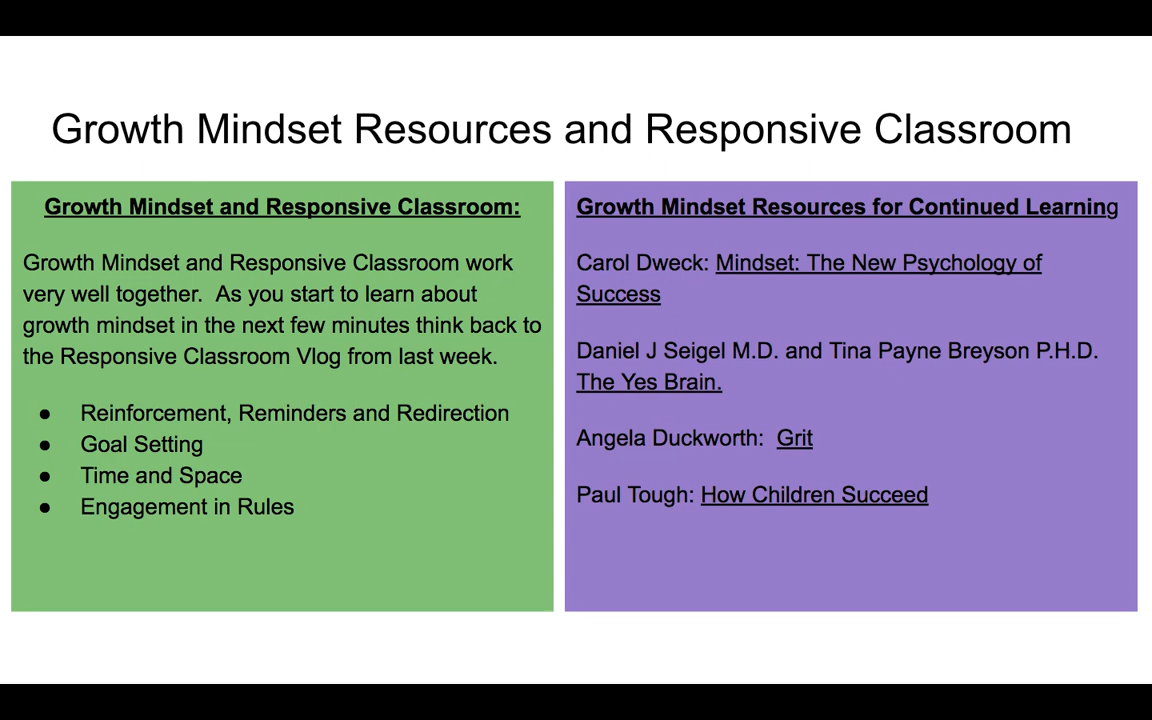 Growth Mindset Resources and Responsive Classroom
Growth Mindset and Responsive Classroom:
Growth Mindset and Responsive Classroom work
very well together.  As you start to learn about
growth mindset in the next few minutes think back to
the Responsive Classroom Vlog from last week.
● Reinforcement, Reminders and Redirection
● Goal Setting
● Time and Space
● Engagement in Rules
Growth Mindset Resources for Continued Learning
Carol Dweck: Mindset: The New Psychology of
Success
Daniel J Seigel M.D. and Tina Payne Breyson P.H.D.
The Yes Brain.
Angela Duckworth:  Grit
Paul Tough: How Children Succeed